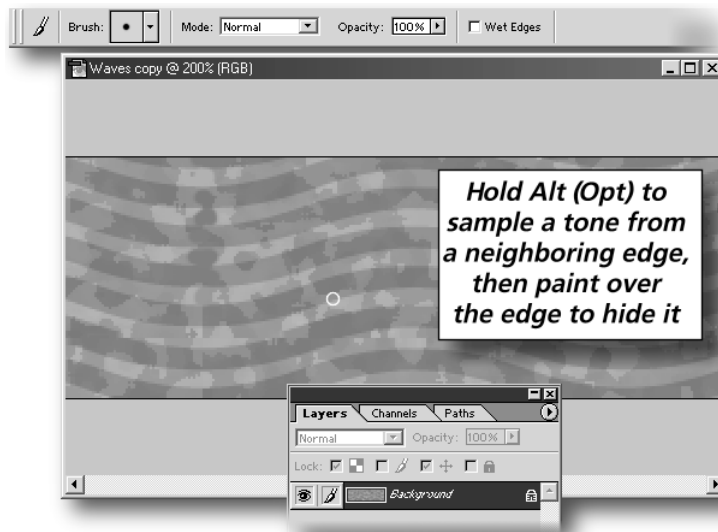 Brush: Mode: Normal Opacity: 100% Wet Edges
Waves copy @ 200% (RGB)
Hold Alt (Opt) to
sample a tone from
a neighboring edge,
then paint over
the edge to hide it
Layers Channels Paths
Normal Opacity: 100%
Lock:
Background